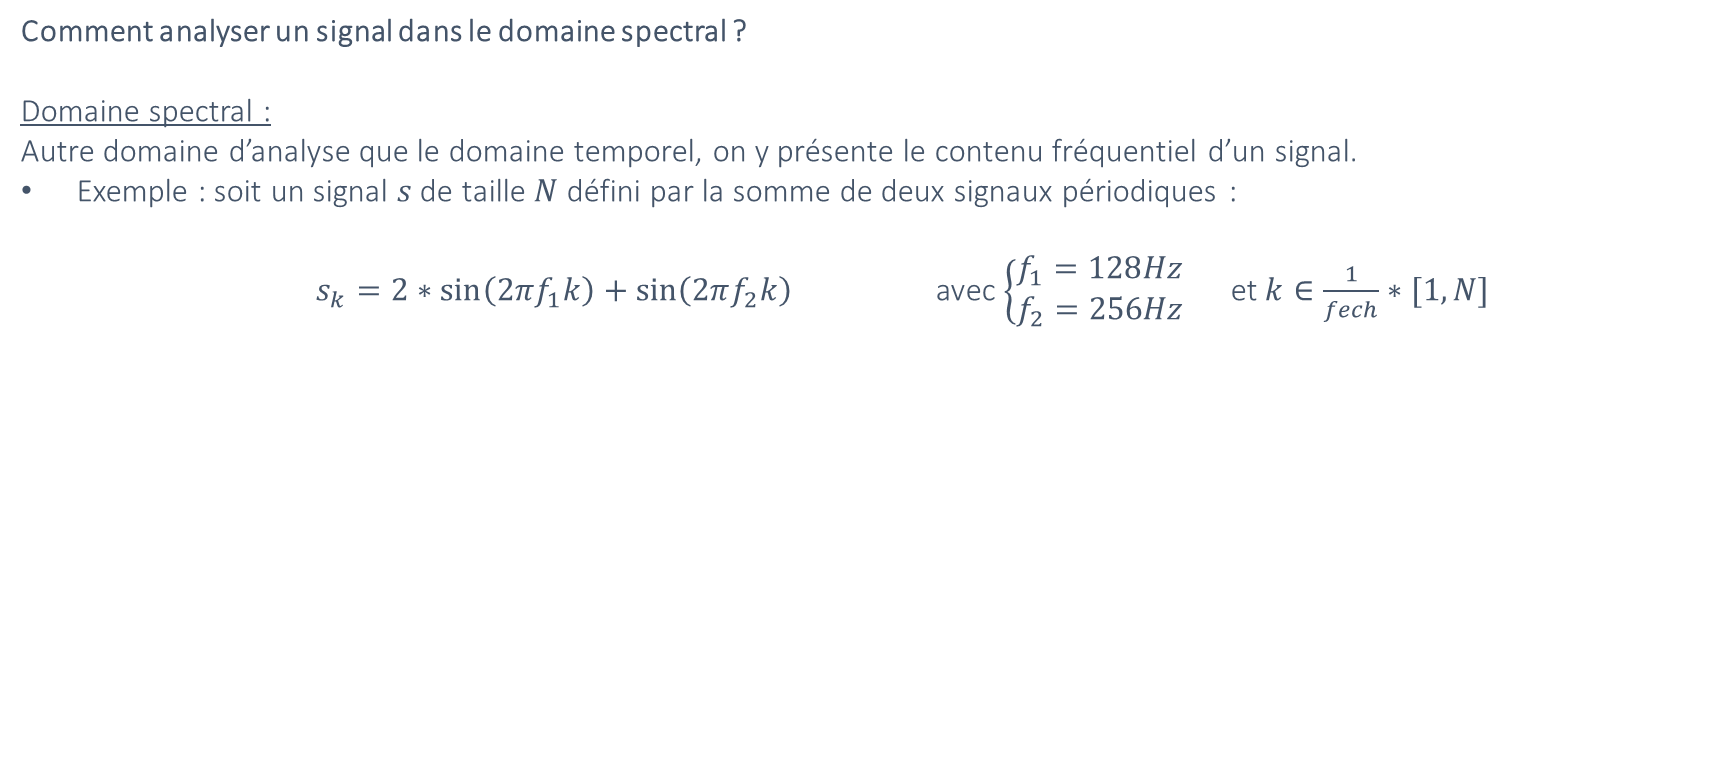 Comment analyser un signal dans le domaine spectral ?
Domaine spectral :
Autre domaine d’analyse que le domaine temporel, on y présente le contenu fréquentiel d’un signal.
• Exemple : soit un signal s de taille N défini par la somme de deux signaux périodiques :
s_k = 2 ∗ sin(2πf_1k) + sin(2πf_2k) avec {f_1 = 128Hz f_2 = 256Hz et k ∈ 1/fech ∗ [1, N]